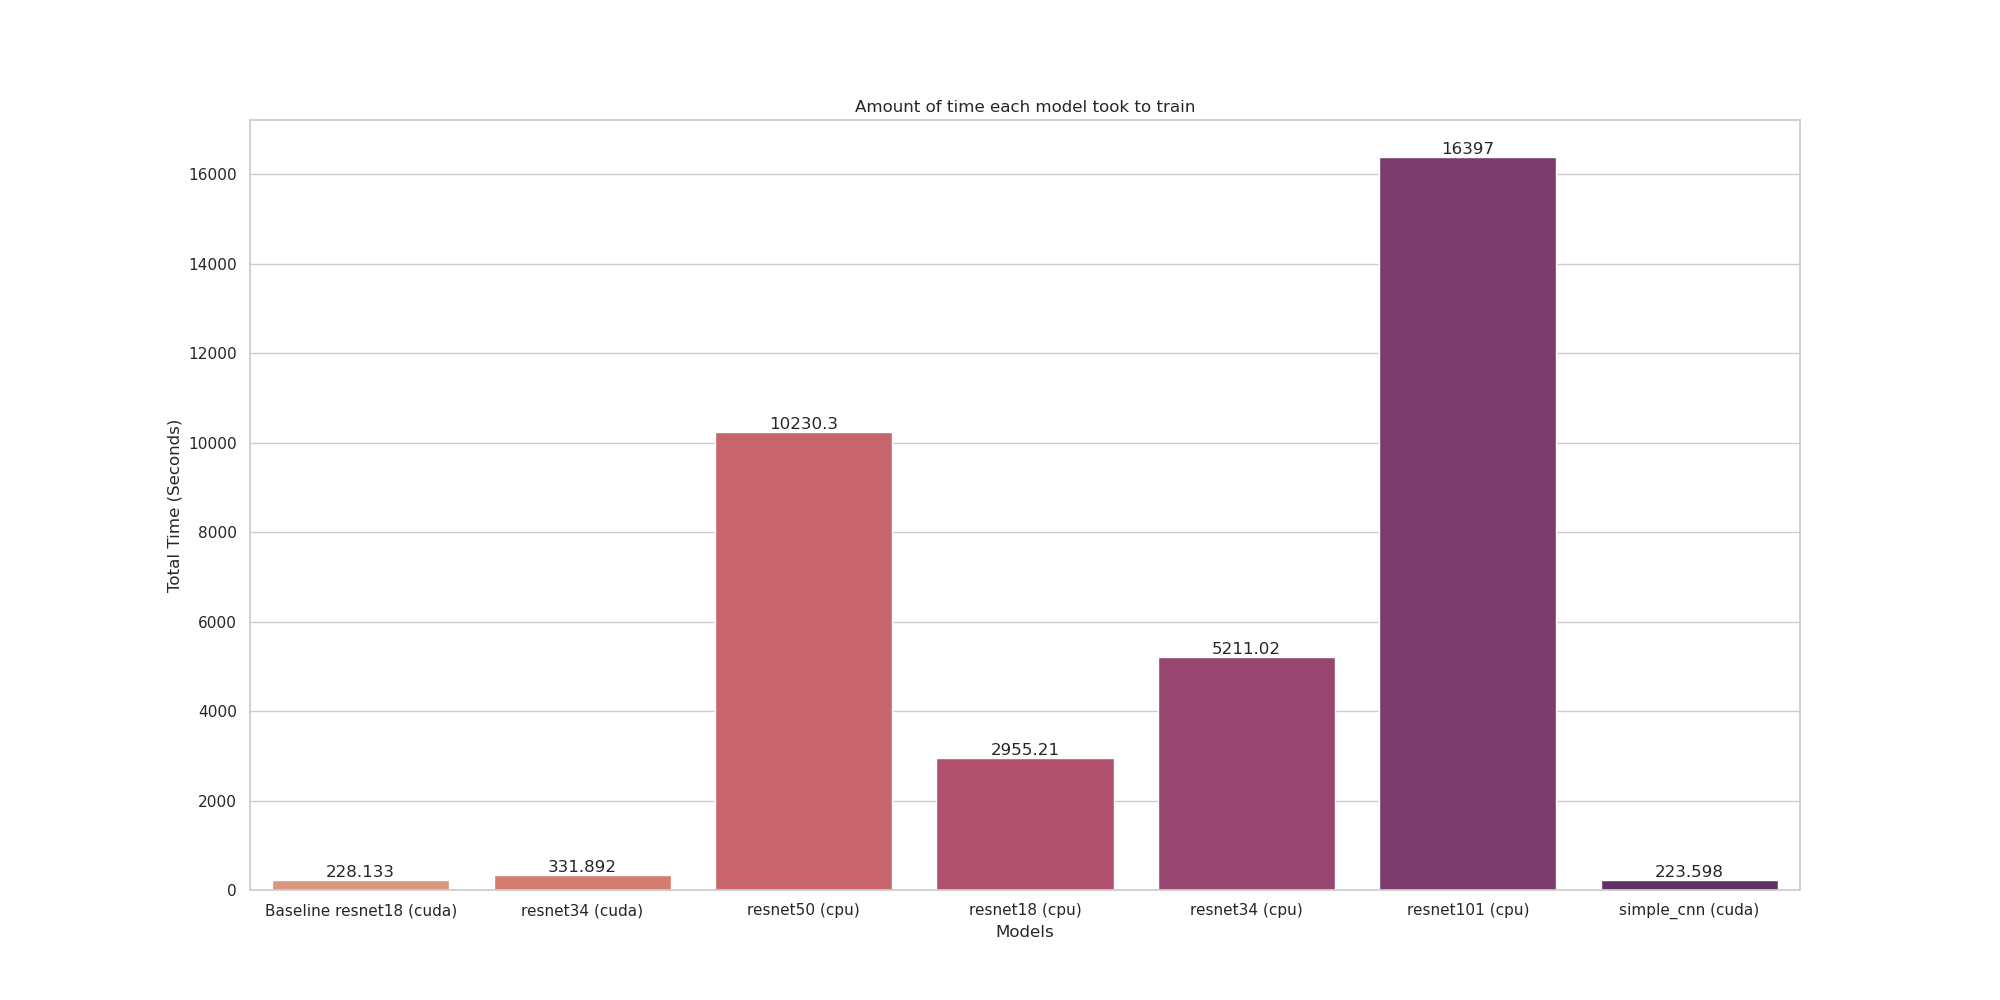 Amount of time each model took to train
16000
14000
12000
10000
8000
6000
4000
2000
0
Total Time (Seconds)
228.133
331.892
10230.3
2955.21
5211.02
16397
223.598
Baseline resnet18 (cuda)
resnet34 (cuda)
resnet50 (cpu)
resnet18 (cpu)
resnet34 (cpu)
resnet101 (cpu)
simple_cnn (cuda)
Models